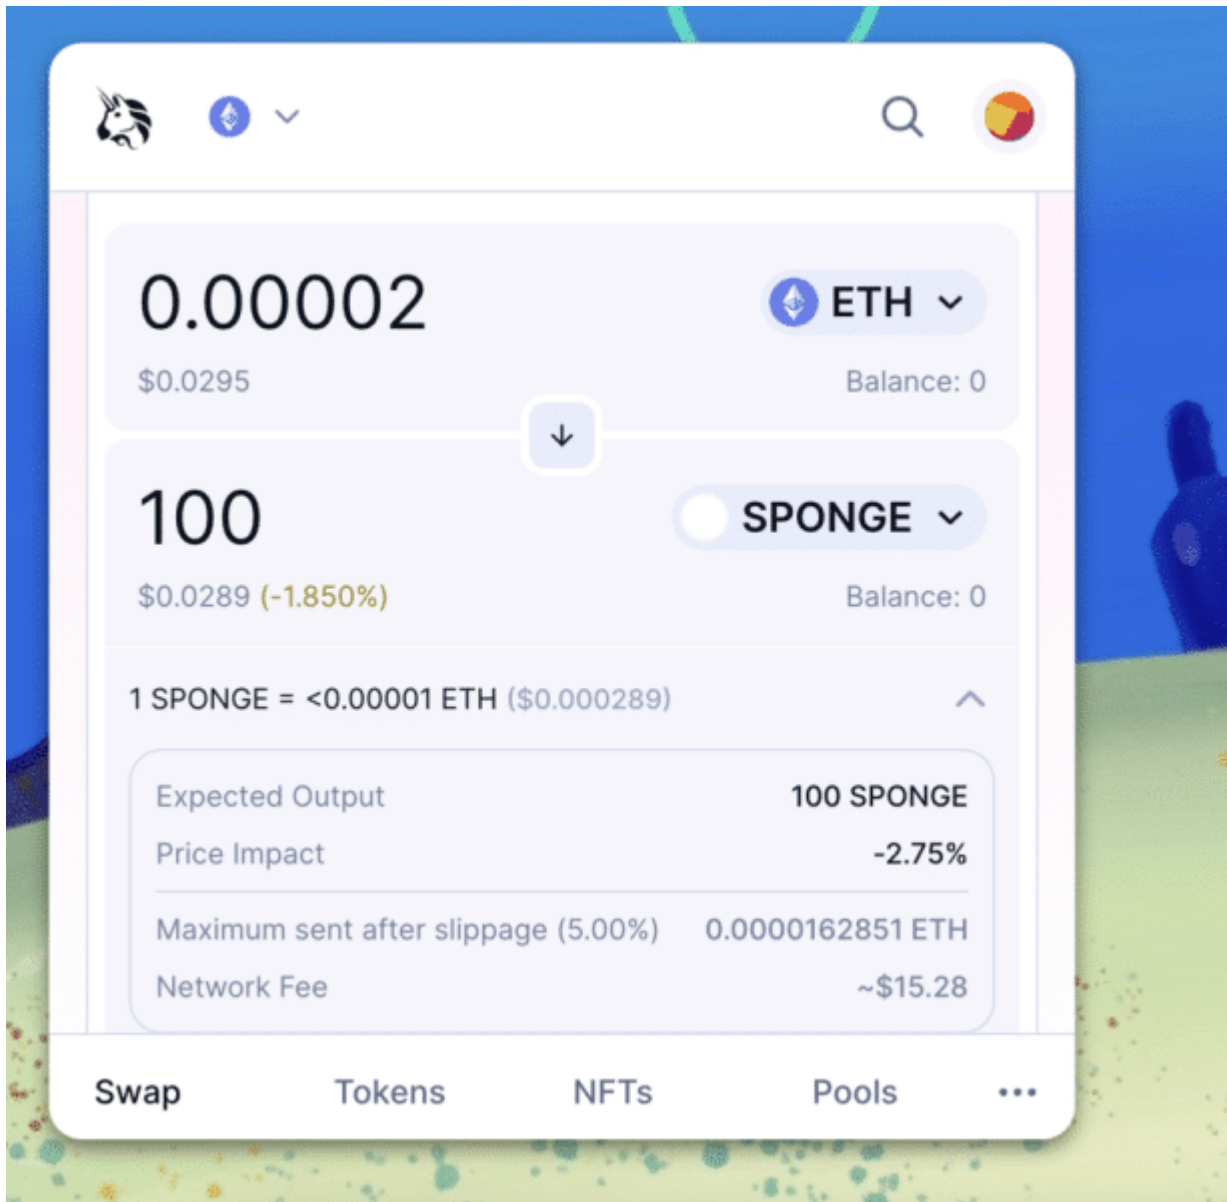 0.00002 ETH
$0.0295 Balance: 0
100 SPONGE
$0.0289 (-1.850%) Balance: 0
1 SPONGE = <0.00001 ETH ($0.000289)
Expected Output 100 SPONGE
Price Impact -2.75%
Maximum sent after slippage (5.00%) 0.0000162851 ETH
Network Fee ~$15.28
Swap Tokens NFTs Pools